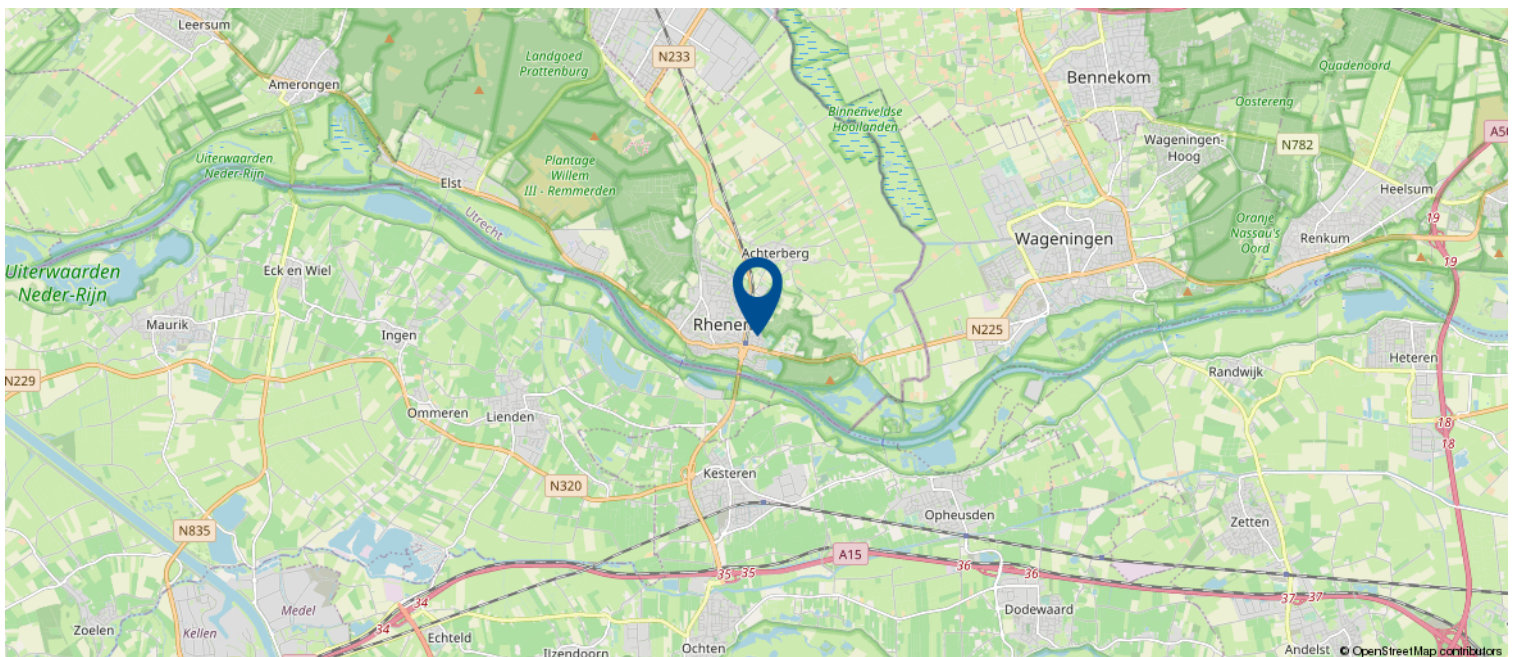 Leersum
N233
Landgoed
Prattenburg
Bennekom
Quadenoord
Amerongen
Oostereng
Binnenveldse
Hooilanden
A50
Wageningen-
Hoog
N782
Uiterwaarden
Neder-Rijn
Plantage
Willem
III - Remmerden
Elst
Heelsum
Utrecht
19
Oranje
Nassau's
Oord
Wageningen
Renkum
Achterberg
19
Uiterwaarden
Neder-Rijn
Eck en Wiel
Maurik
Ingen
Rhenen
N225
Heteren
N229
Randwijk
Ommeren
Lienden
18
18
Kesteren
N320
Opheusden
Zetten
N835
A15
35
35
36
36
34
37
37
Medel
Dodewaard
Zoelen
Kellen
34
Echteld
IJzendoorn
Ochten
Andelst
© OpenStreetMap contributors